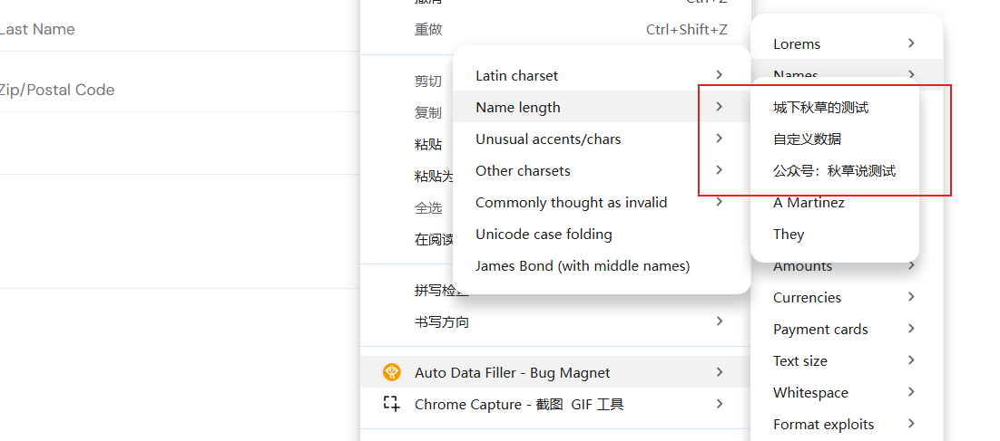 Last Name
Zip/Postal Code
撤消 Ctrl+Z
重做 Ctrl+Shift+Z
剪切
复制
粘贴
粘贴为
全选
在阅读
拼写检查
书写方向
Auto Data Filler - Bug Magnet
Chrome Capture - 截图 GIF 工具
Latin charset
Name length
Unusual accents/chars
Other charsets
Commonly thought as invalid
Unicode case folding
James Bond (with middle names)
Lorems
Names
城下秋草的测试
自定义数据
公众号：秋草说测试
A Martinez
They
Amounts
Currencies
Payment cards
Text size
Whitespace
Format exploits